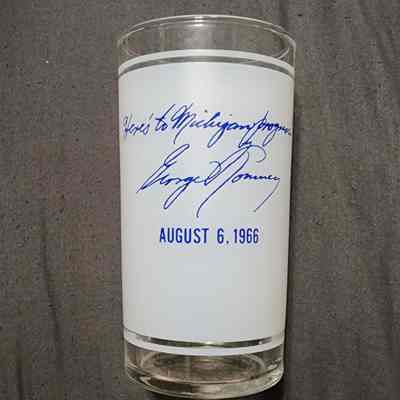 Here's to Michigan progress
George Romney
AUGUST 6, 1966